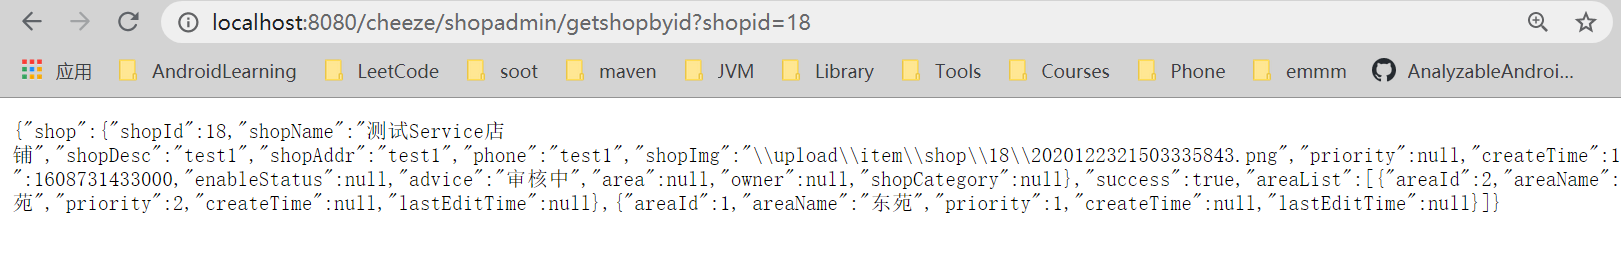 localhost:8080/cheeze/shopadmin/getshopbyid?shopid=18
应用 AndroidLearning LeetCode soot maven JVM Library Tools Courses Phone emmm AnalyzableAndroi...
{"shop":{"shopId":18,"shopName":"测试Service店
铺","shopDesc":"test1","shopAddr":"test1","phone":"test1","shopImg":"\\upload\\item\\shop\\18\\2020122321503335843.png","priority":null,"createTime":1
":1608731433000,"enableStatus":null,"advice":"审核中","area":null,"owner":null,"shopCategory":null},"success":true,"areaList":[{"areaId":2,"areaName":
苑","priority":2,"createTime":null,"lastEditTime":null},{"areaId":1,"areaName":"东苑","priority":1,"createTime":null,"lastEditTime":null}]}